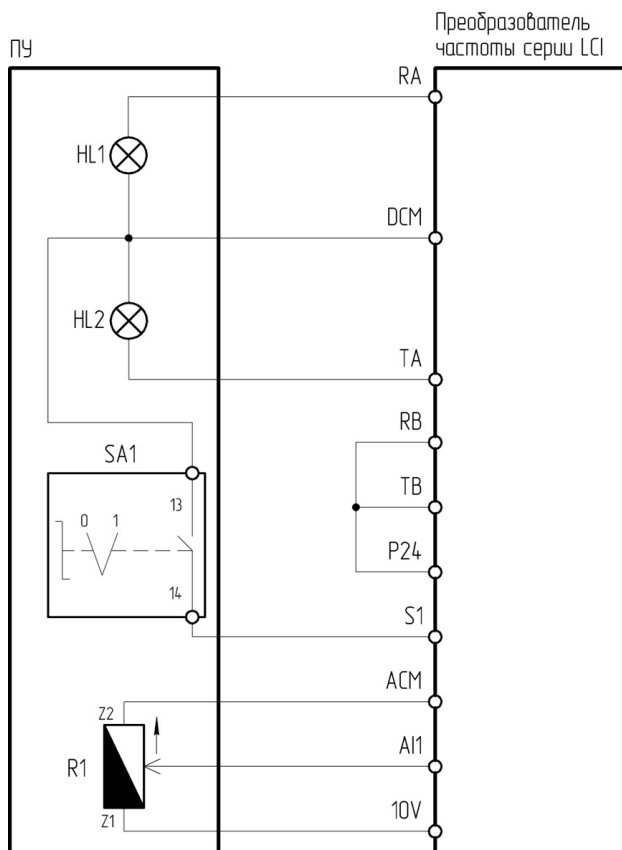 Преобразователь
частоты серии LCI
ПУ
RA
HL1
DCM
HL2
TA
RB
SA1
TB
13
0 1
P24
14
S1
ACM
Z2
AI1
R1
10V
Z1